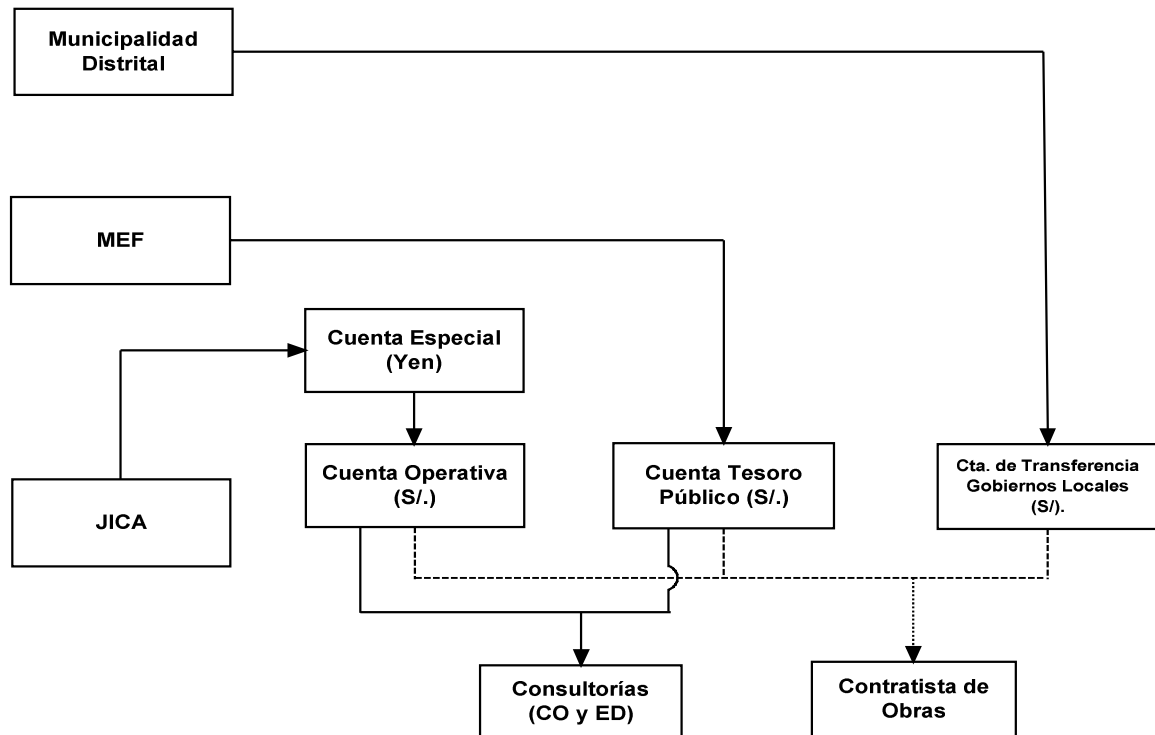 Municipalidad
Distrital
MEF
Cuenta Especial
(Yen)
JICA
Cuenta Operativa
(S/.)
Cuenta Tesoro
Público (S/.)
Cta. de Transferencia
Gobiernos Locales
(S/).
Consultorías
(CO y ED)
Contratista de
Obras